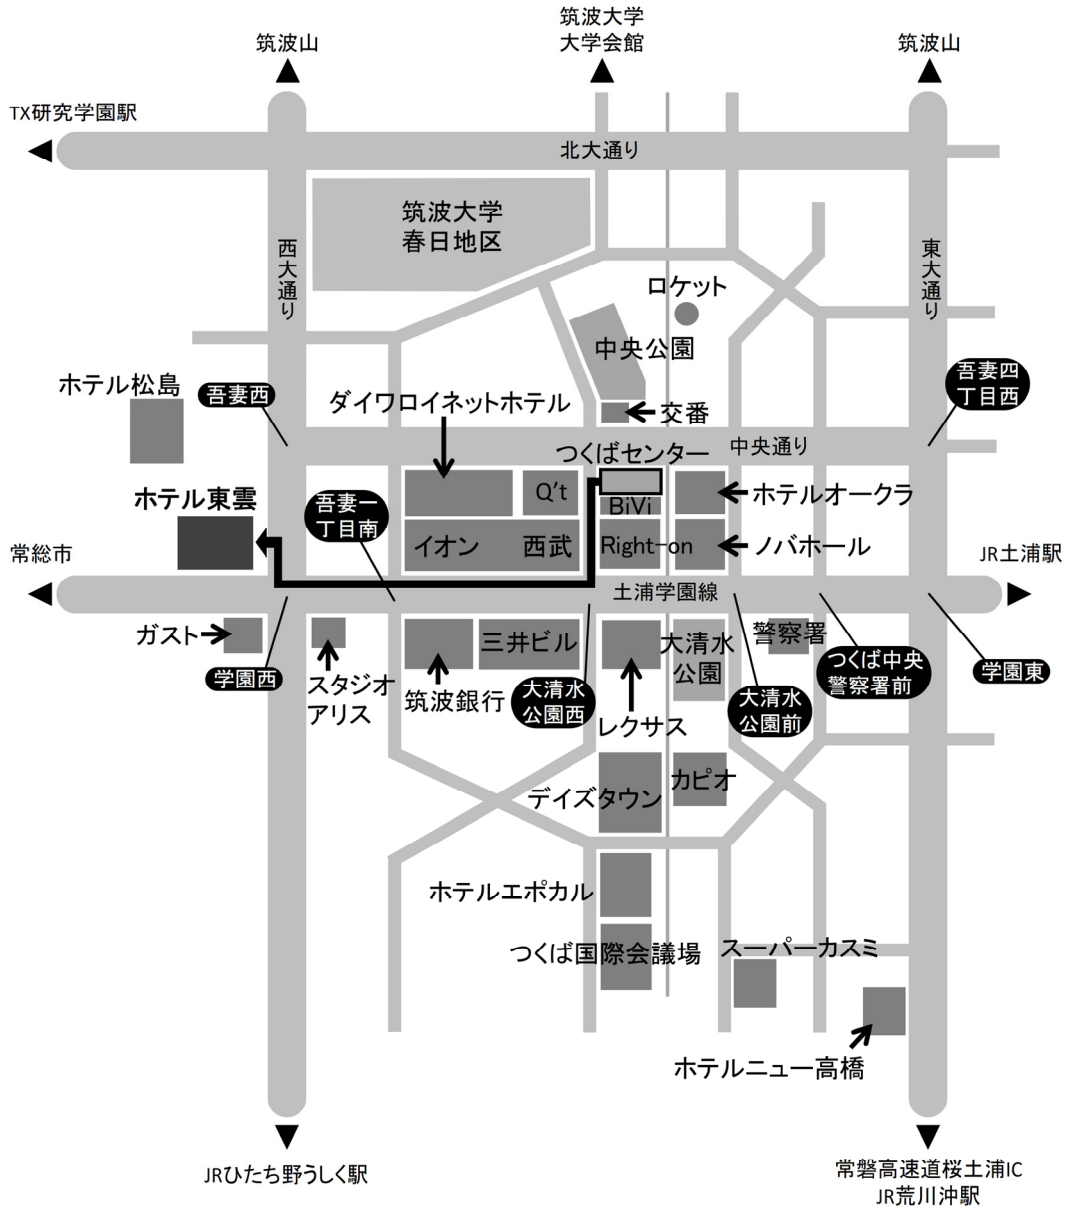 筑波大学
大学会館
筑波山
筑波山
TX研究学園駅
北大通り
筑波大学
春日地区
西大通り
東大通り
ロケット
中央公園
ホテル松島
吾妻西
ダイワロイネットホテル
交番
吾妻四
丁目西
中央通り
つくばセンター
ホテル東雲
吾妻一
丁目南
Q't
BiVi
ホテルオークラ
常総市
イオン
西武
Right-on
ノバホール
JR土浦駅
土浦学園線
ガスト
学園西
スタジオ
アリス
筑波銀行
三井ビル
大清水
公園西
レクサス
大清水
公園
警察署
大清水
公園前
つくば中央
警察署前
学園東
デイズタウン
カピオ
ホテルエポカル
つくば国際会議場
スーパーカスミ
ホテルニュー高橋
JRひたち野うしく駅
常磐高速道桜土浦IC
JR荒川沖駅